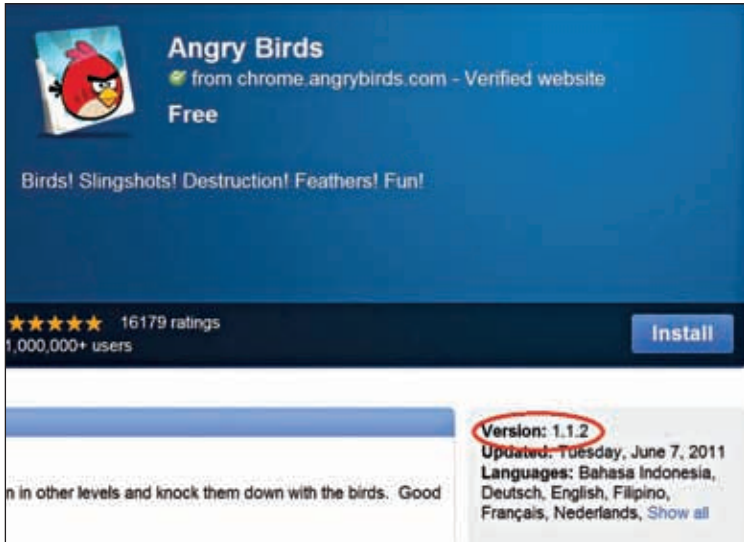 Angry Birds
from chrome.angrybirds.com - Verified website
Free
Birds! Slingshots! Destruction! Feathers! Fun!
16179 ratings
1,000,000+ users
Install
Version: 1.1.2
Updated: Tuesday, June 7, 2011
Languages: Bahasa Indonesia,
Deutsch, English, Filipino,
Français, Nederlands, Show all
n in other levels and knock them down with the birds. Good